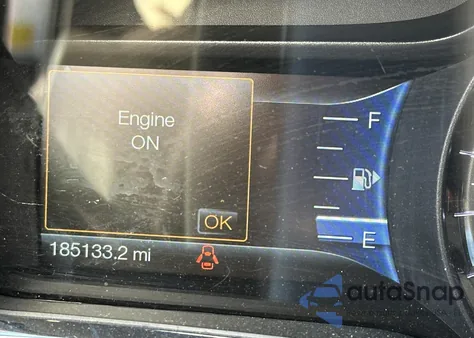 Engine
ON
OK
F
E
185133.2 mi
autoSnap